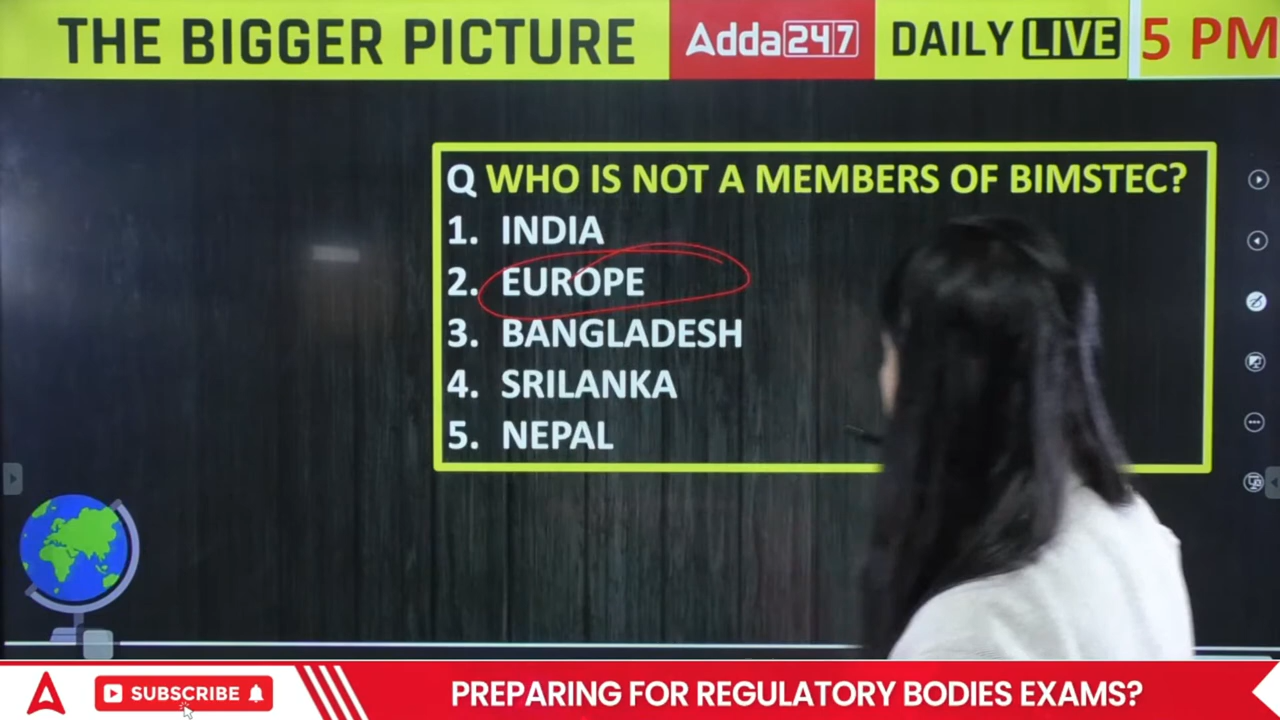 THE BIGGER PICTURE
Adda247
DAILY LIVE
5 PM
Q WHO IS NOT A MEMBERS OF BIMSTEC?
1. INDIA
2. EUROPE
3. BANGLADESH
4. SRILANKA
5. NEPAL
SUBSCRIBE
PREPARING FOR REGULATORY BODIES EXAMS?